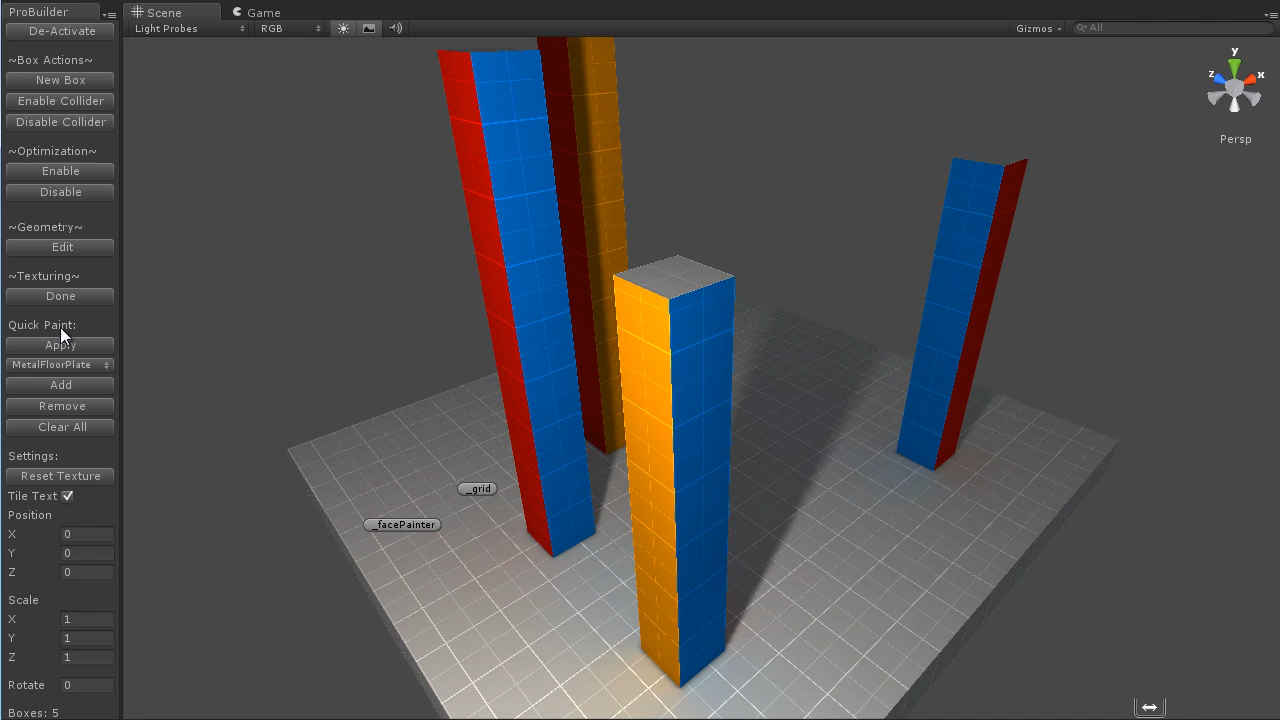 ProBuilder
De-Activate
~Box Actions~
New Box
Enable Collider
Disable Collider
~Optimization~
Enable
Disable
~Geometry~
Edit
~Texturing~
Done
Quick Paint:
Apply
MetalFloorPlate
Add
Remove
Clear All
Settings:
Reset Texture
Tile Text
Position
X 0
Y 0
Z 0
Scale
X 1
Y 1
Z 1
Rotate 0
Boxes: 5
Scene Game
Light Probes RGB Gizmos All
y
z x
Persp
_grid
_facePainter